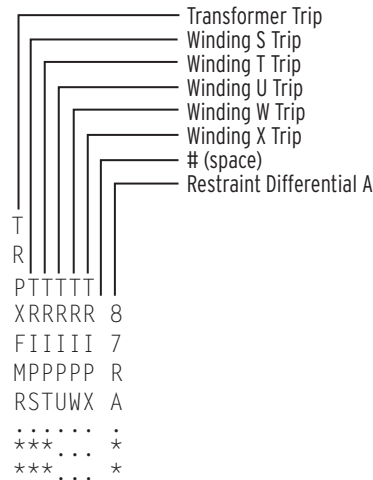 Transformer Trip
Winding S Trip
Winding T Trip
Winding U Trip
Winding W Trip
Winding X Trip
# (space)
Restraint Differential A
T
R
PTTTTT
XRRRRR 8
FIIIII 7
MPPPPP R
RSTUWX A
...... .
***... *
***... *